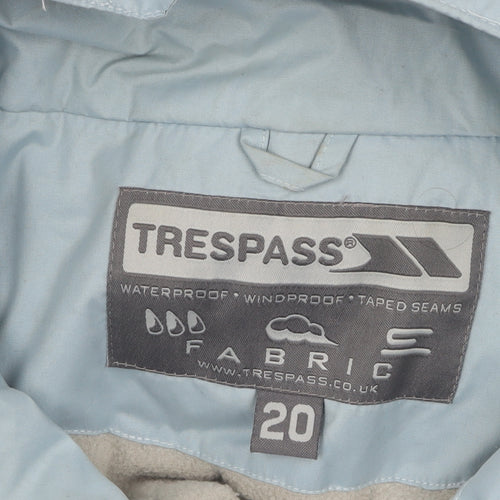 TRESPASS®
WATERPROOF • WINDPROOF • TAPED SEAMS
FABRIC
WWW.TRESPASS.CO.UK
20